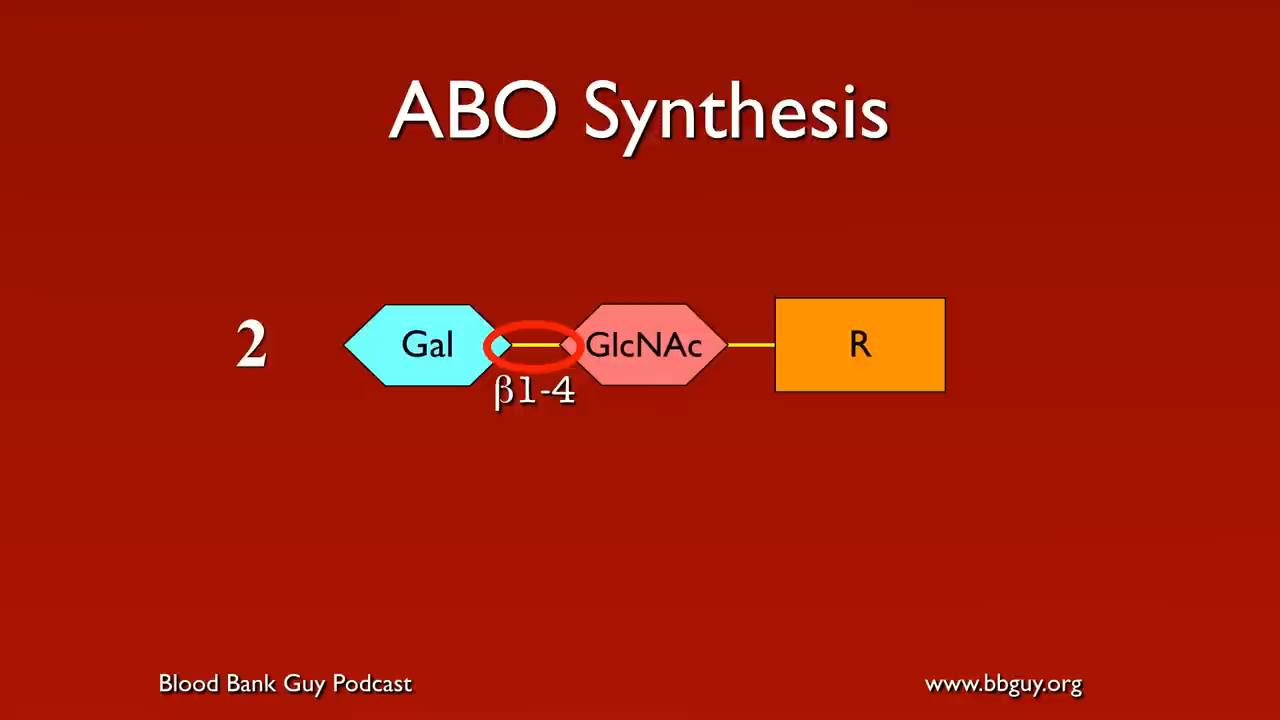 ABO Synthesis
2 Gal GlcNAc R
β1-4
Blood Bank Guy Podcast www.bbguy.org